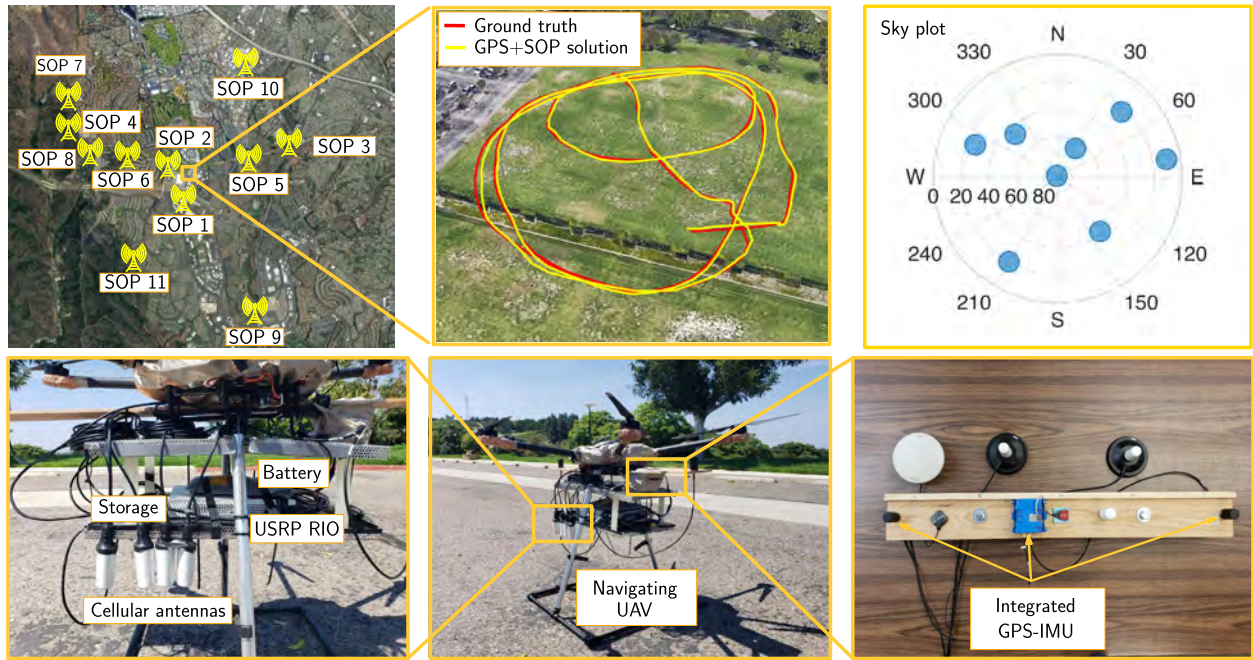 SOP 7
SOP 10
SOP 4
SOP 2
SOP 3
SOP 8
SOP 6
SOP 5
SOP 1
SOP 11
SOP 9
Ground truth
GPS+SOP solution
Sky plot
N
330
30
300
60
W
E
0 20 40 60 80
240
120
210
150
S
Battery
Storage
USRP RIO
Cellular antennas
Navigating
UAV
Integrated
GPS-IMU